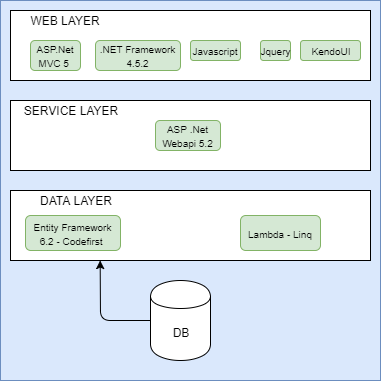 WEB LAYER
ASP.Net
MVC 5
.NET Framework
4.5.2
Javascript
Jquery
KendoUI
SERVICE LAYER
ASP .Net
Webapi 5.2
DATA LAYER
Entity Framework
6.2 - Codefirst
Lambda - Linq
DB